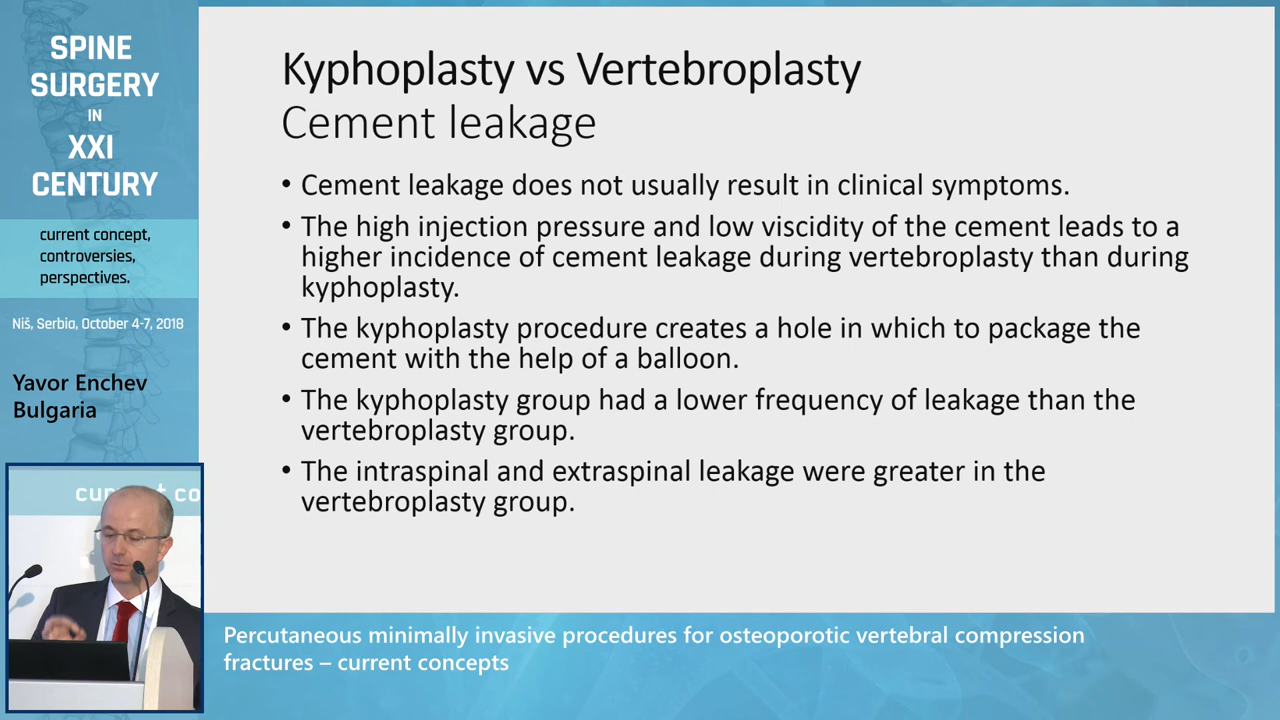 SPINE
SURGERY
IN
XXI
CENTURY
current concept,
controversies,
perspectives.
Niš, Serbia, October 4-7, 2018
Yavor Enchev
Bulgaria
Kyphoplasty vs Vertebroplasty
Cement leakage
• Cement leakage does not usually result in clinical symptoms.
• The high injection pressure and low viscidity of the cement leads to a
higher incidence of cement leakage during vertebroplasty than during
kyphoplasty.
• The kyphoplasty procedure creates a hole in which to package the
cement with the help of a balloon.
• The kyphoplasty group had a lower frequency of leakage than the
vertebroplasty group.
• The intraspinal and extraspinal leakage were greater in the
vertebroplasty group.
Percutaneous minimally invasive procedures for osteoporotic vertebral compression
fractures – current concepts